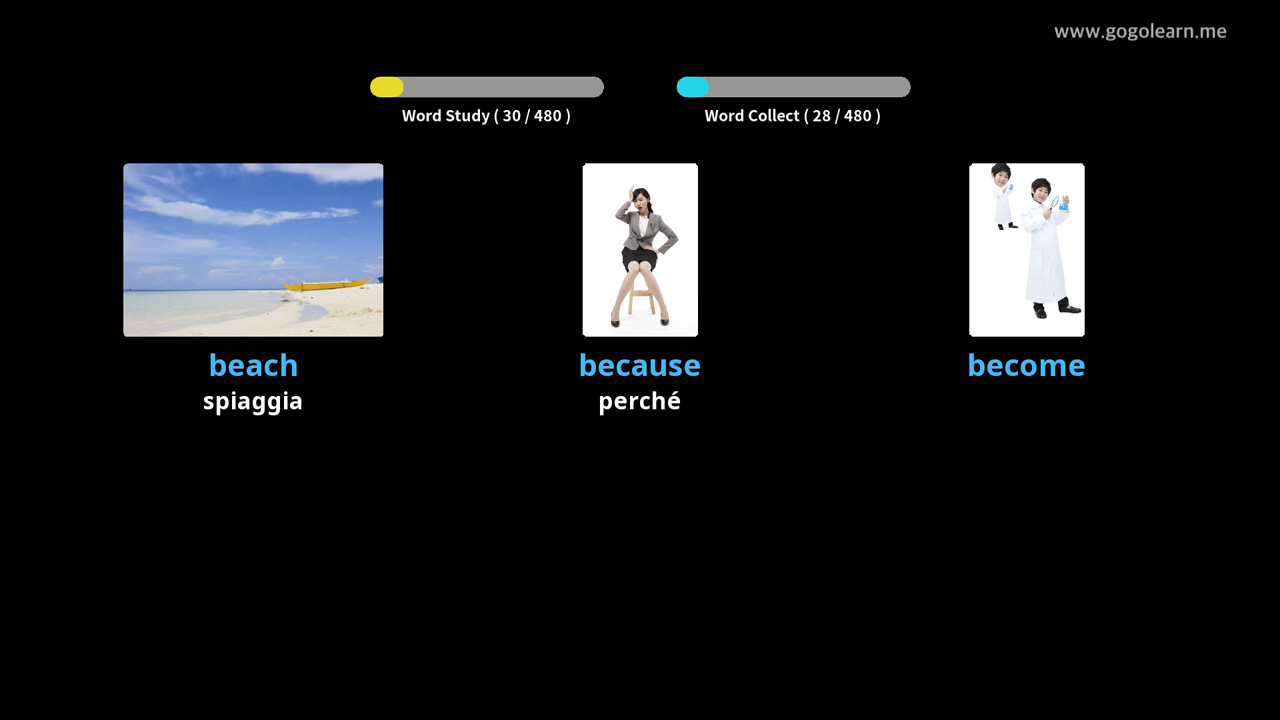 www.gogolearn.me
Word Study ( 30 / 480 )
Word Collect ( 28 / 480 )
beach
spiaggia
because
perché
become